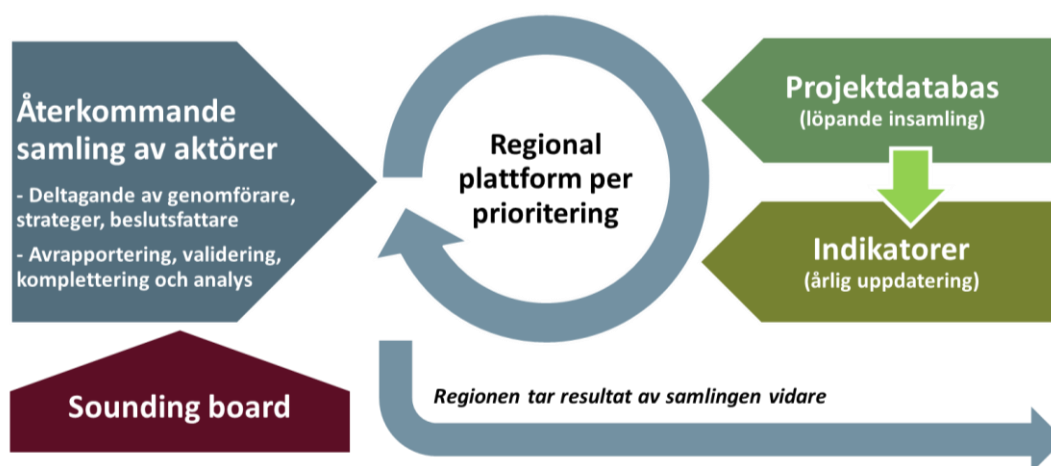 Återkommande
samling av aktörer
- Deltagande av genomförare,
strateger, beslutsfattare
- Avrapportering, validering,
komplettering och analys
Sounding board
Regional
plattform per
prioritering
Projektdatabas
(löpande insamling)
Indikatorer
(årlig uppdatering)
Regionen tar resultat av samlingen vidare